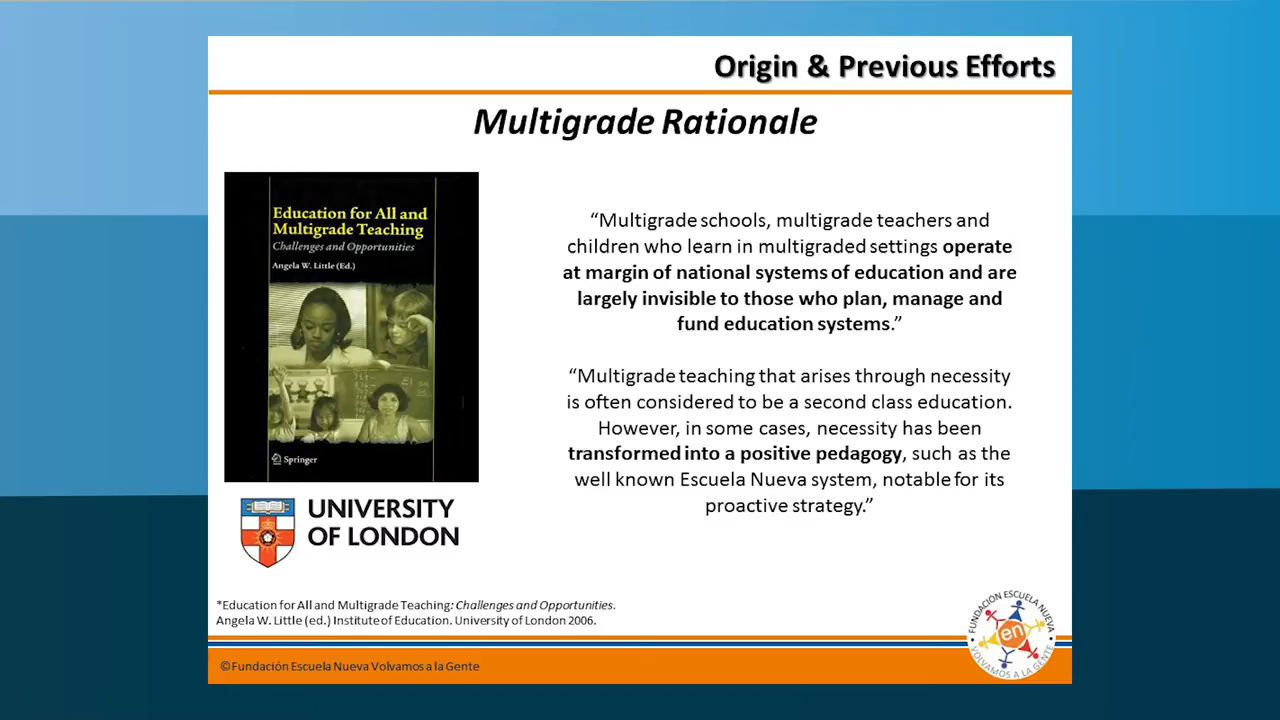 Origin & Previous Efforts
Multigrade Rationale
Education for All and
Multigrade Teaching
Challenges and Opportunities
Angela W. Little (Ed.)
Springer
UNIVERSITY
OF LONDON
“Multigrade schools, multigrade teachers and
children who learn in multigraded settings operate
at margin of national systems of education and are
largely invisible to those who plan, manage and
fund education systems.”
“Multigrade teaching that arises through necessity
is often considered to be a second class education.
However, in some cases, necessity has been
transformed into a positive pedagogy, such as the
well known Escuela Nueva system, notable for its
proactive strategy.”
*Education for All and Multigrade Teaching: Challenges and Opportunities.
Angela W. Little (ed.) Institute of Education. University of London 2006.
FUNDACIÓN ESCUELA NUEVA
en
VOLVAMOS A LA GENTE
©Fundación Escuela Nueva Volvamos a la Gente